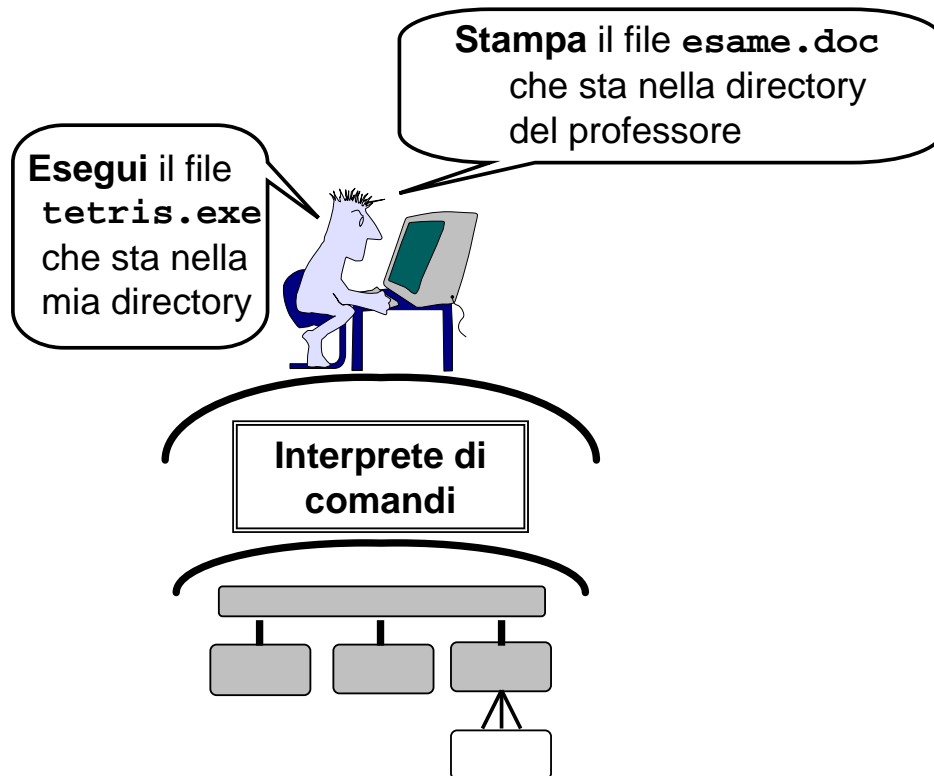 Stampa il file esame.doc
che sta nella directory
del professore
Esegui il file
tetris.exe
che sta nella
mia directory
Interprete di
comandi